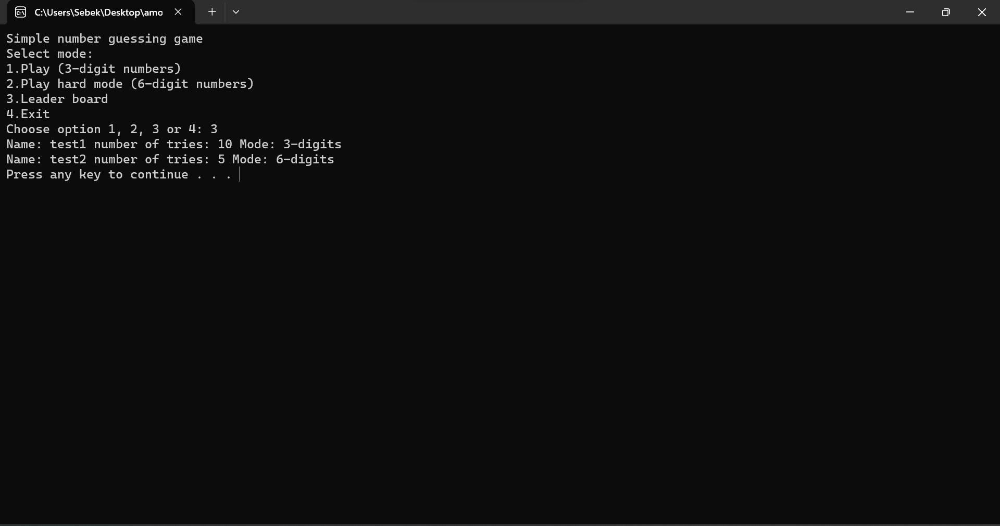 C:\Users\Sebek\Desktop\amo
Simple number guessing game
Select mode:
1.Play (3-digit numbers)
2.Play hard mode (6-digit numbers)
3.Leader board
4.Exit
Choose option 1, 2, 3 or 4: 3
Name: test1 number of tries: 10 Mode: 3-digits
Name: test2 number of tries: 5 Mode: 6-digits
Press any key to continue . . .